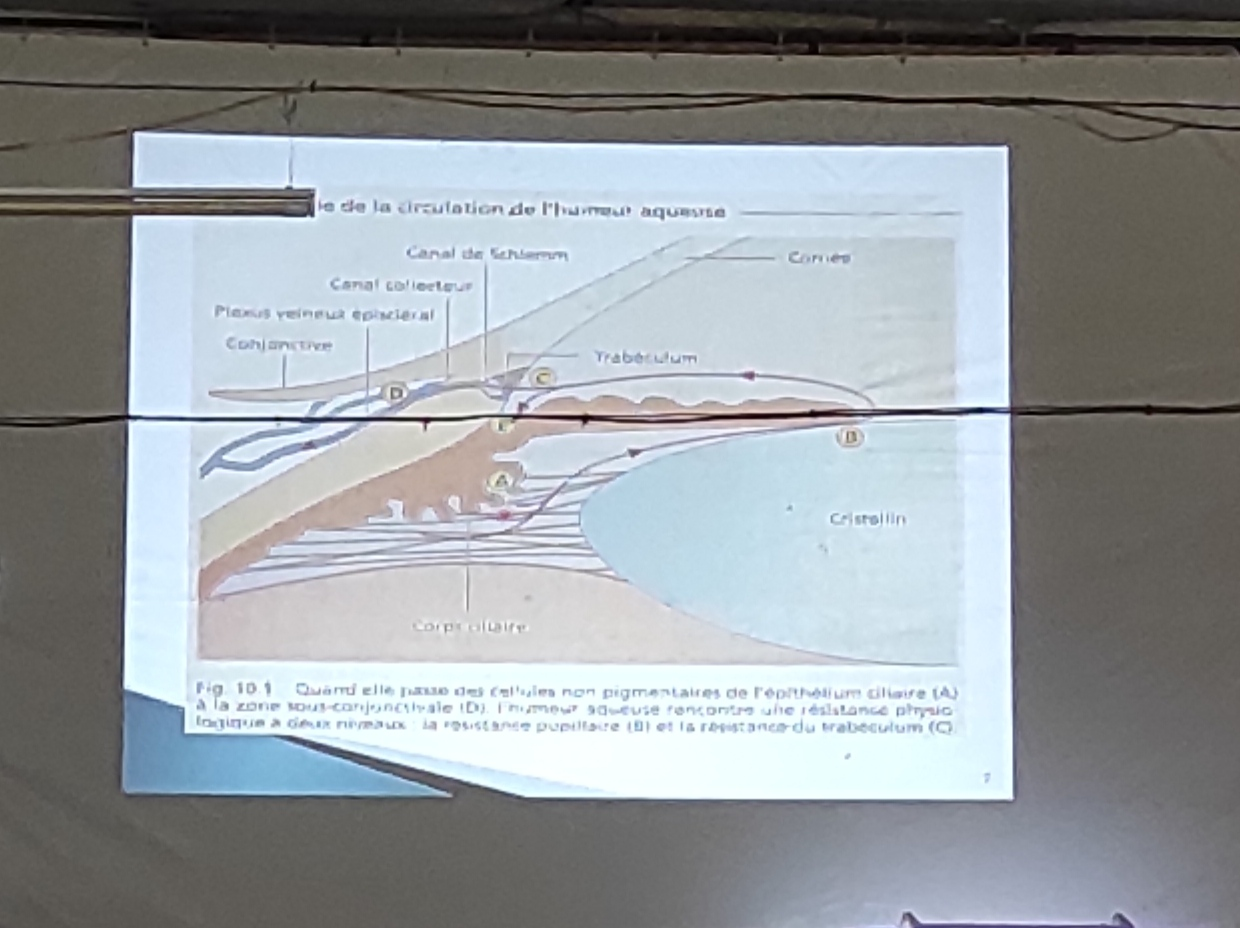 ie de la circulation de l'humeur aqueuse
Canal de Schlemm
Cornée
Canal collecteur
Plexus veineux épiscléral
Conjonctive
Trabéculum
C
D
E
B
A
Cristallin
Corps ciliaire
Fig. 10.1 Quand elle passe des cellules non pigmentaires de l'épithélium ciliaire (A)
à la zone sous-conjonctivale (D), l'humeur aqueuse rencontre une résistance physio
logique à deux niveaux : la résistance pupillaire (B) et la résistance du trabéculum (C).
7